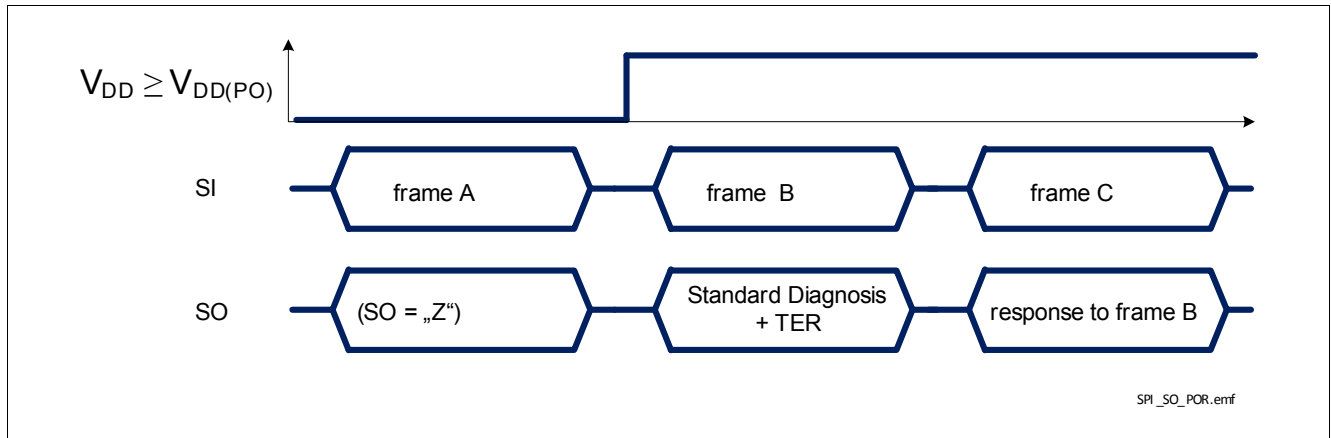 VDD ≥ VDD(PO)
SI
frame A
frame B
frame C
SO
(SO = „Z“)
Standard Diagnosis
+ TER
response to frame B
SPI_SO_POR.emf